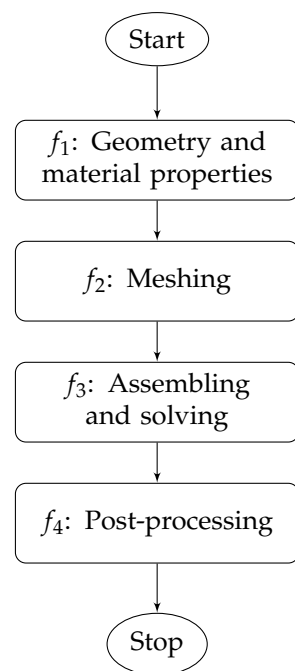 Start
f₁: Geometry and
material properties
f₂: Meshing
f₃: Assembling
and solving
f₄: Post-processing
Stop